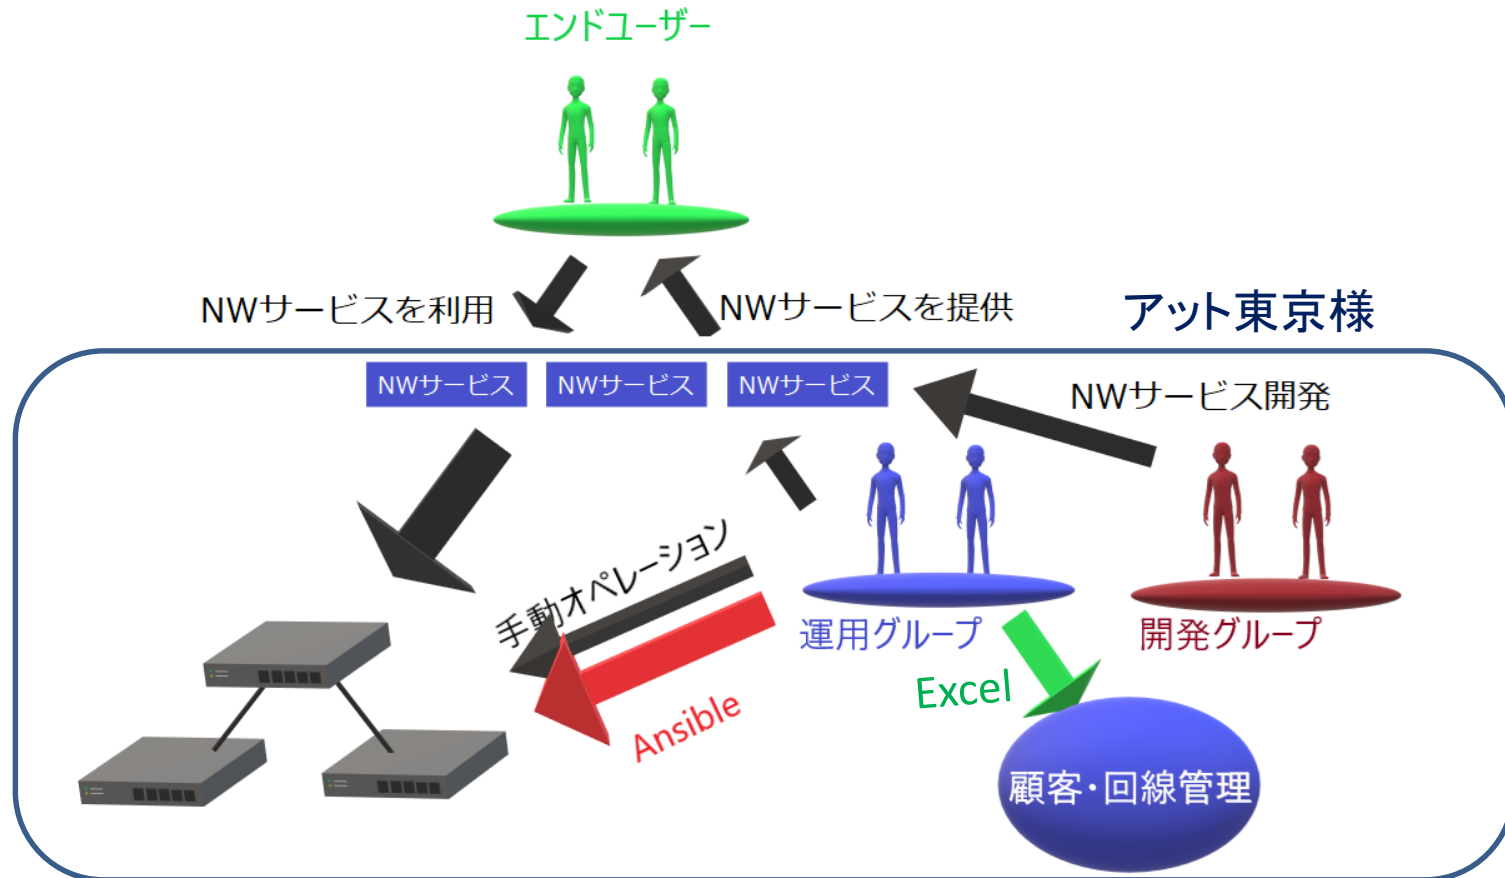 エンドユーザー
NWサービスを利用
NWサービスを提供
アット東京様
NWサービス
NWサービス
NWサービス
NWサービス開発
手動オペレーション
運用グループ
開発グループ
Excel
Ansible
顧客・回線管理